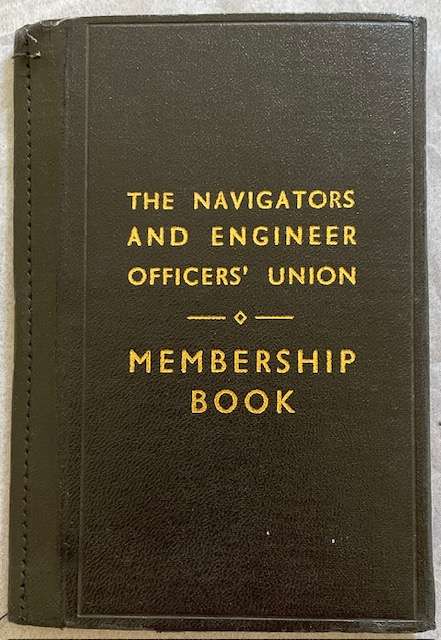 THE NAVIGATORS
AND ENGINEER
OFFICERS' UNION
MEMBERSHIP
BOOK